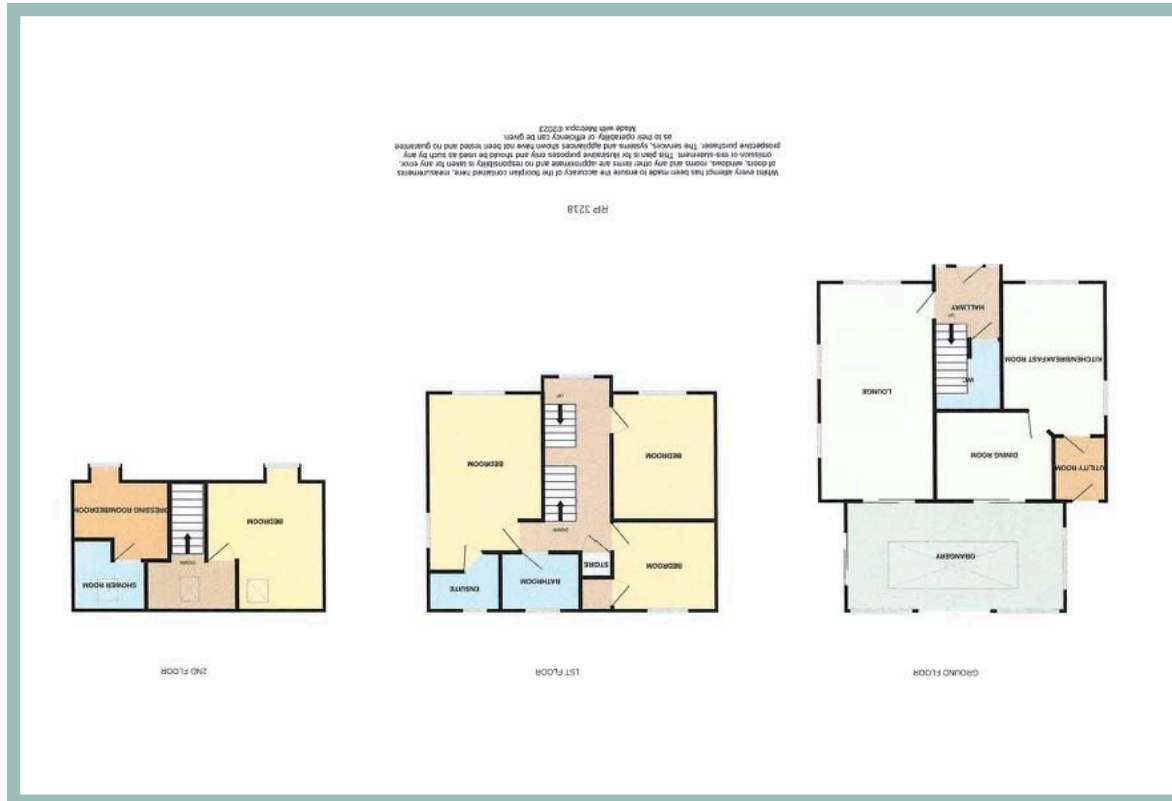 GROUND FLOOR
1ST FLOOR
2ND FLOOR
ORANGERY
UTILITY ROOM
DINING ROOM
LOUNGE
KITCHEN/BREAKFAST ROOM
WC
UP
HALLWAY
BEDROOM
STORE
BATHROOM
ENSUITE
DOWN
BEDROOM
BEDROOM
UP
BEDROOM
DOWN
SHOWER ROOM
DRESSING ROOM/BEDROOM
RP 3218
Whilst every attempt has been made to ensure the accuracy of the floorplan contained here, measurements
of doors, windows, rooms and any other items are approximate and no responsibility is taken for any error,
omission or mis-statement. This plan is for illustrative purposes only and should be used as such by any
prospective purchaser. The services, systems and appliances shown have not been tested and no guarantee
as to their operability or efficiency can be given.
Made with Metropix ©2023